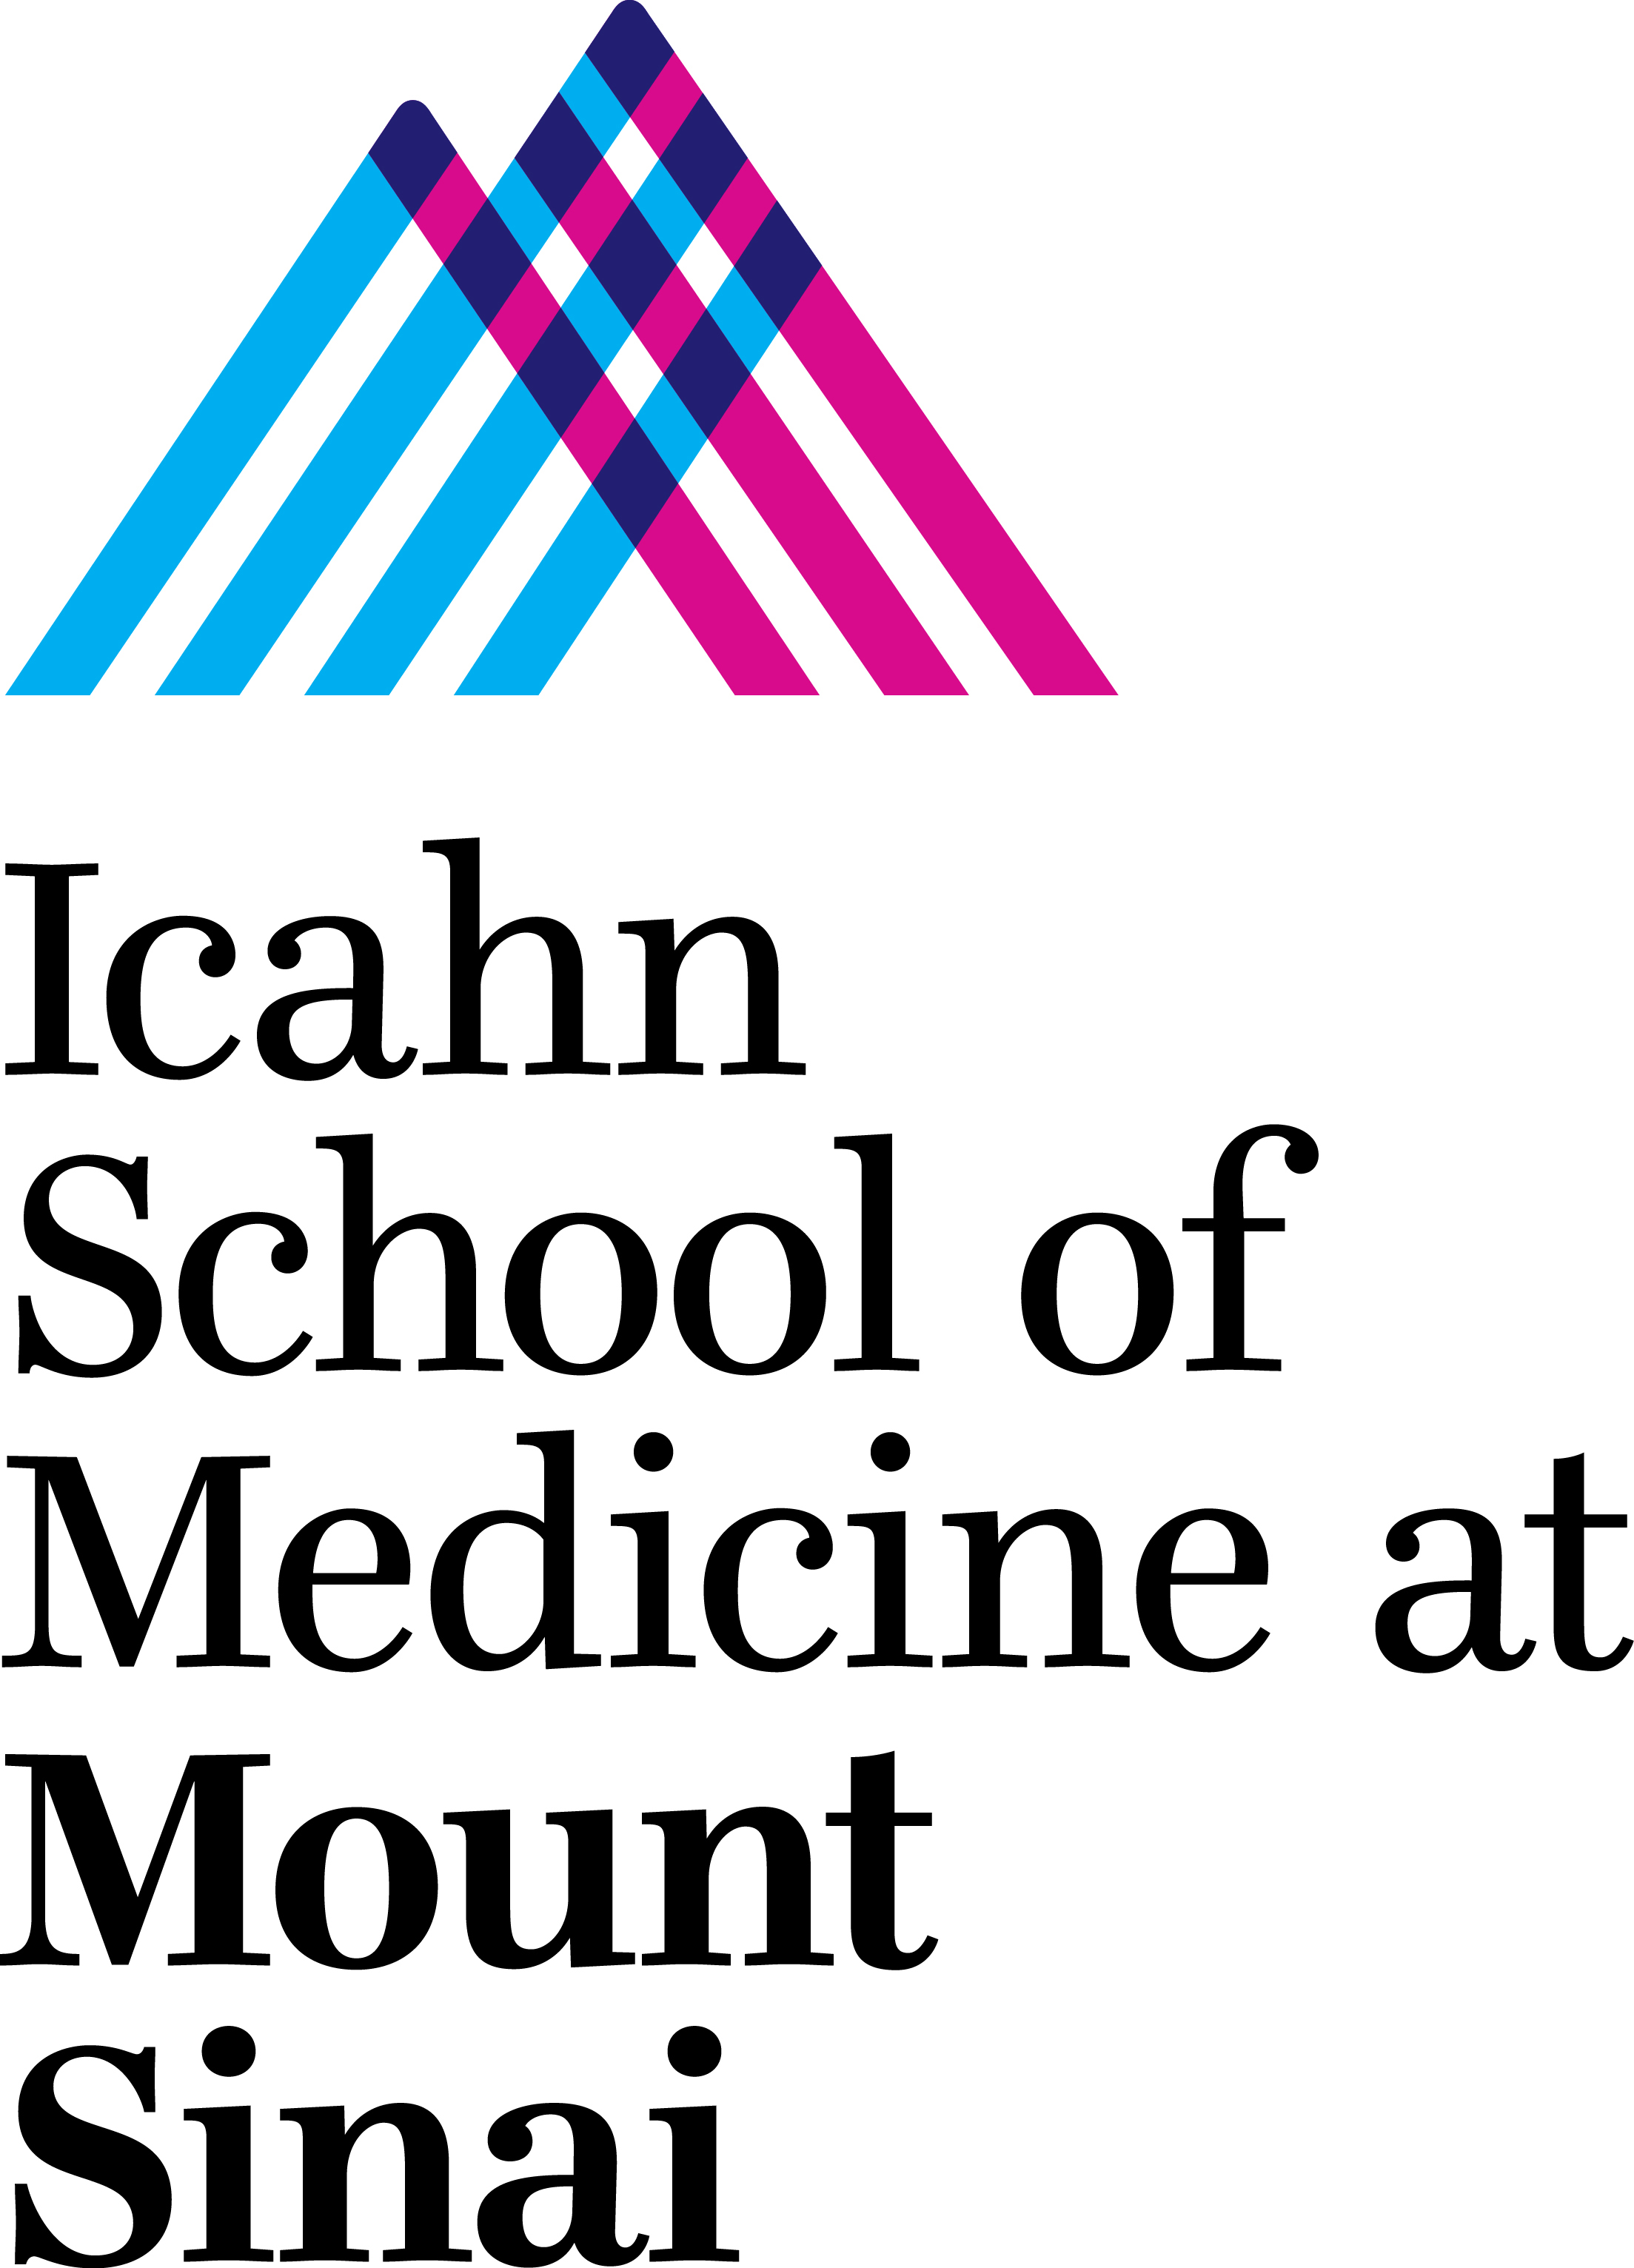 Icahn
School of
Medicine at
Mount
Sinai